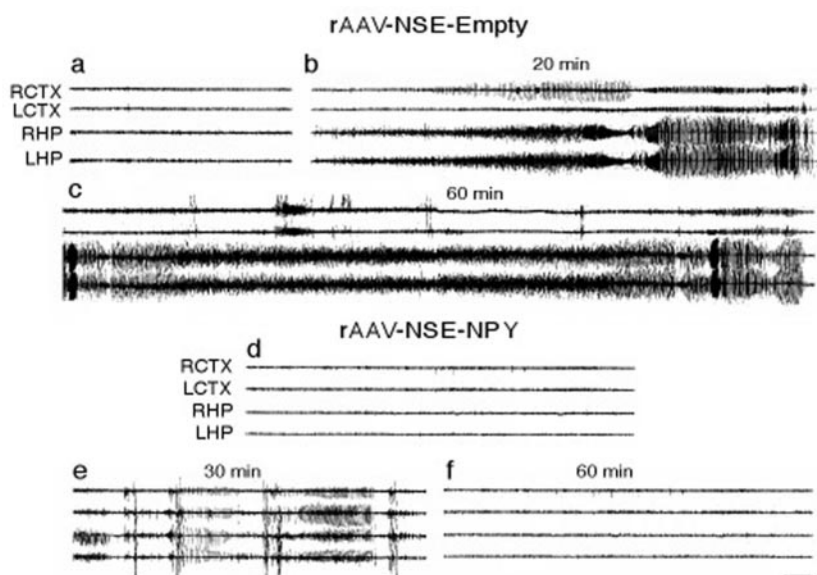 rAAV-NSE-Empty
a
b
20 min
RCTX
LCTX
RHP
LHP
c
60 min
rAAV-NSE-NPY
d
RCTX
LCTX
RHP
LHP
e
30 min
f
60 min